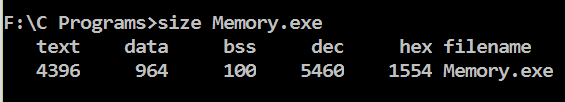 F:\C Programs>size Memory.exe
text data bss dec hex filename
4396 964 100 5460 1554 Memory.exe